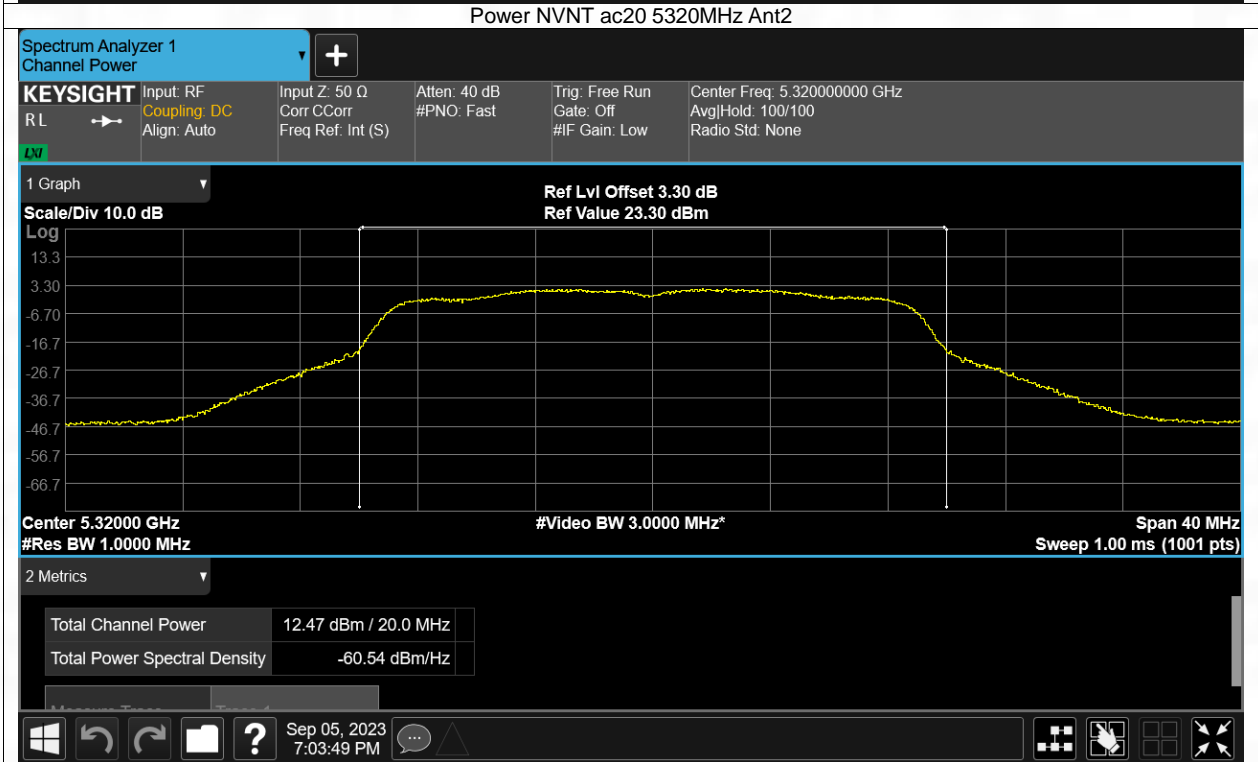 Power NVNT ac20 5320MHz Ant2
Spectrum Analyzer 1
Channel Power
+
KEYSIGHT
R L
LXI
Input: RF
Coupling: DC
Align: Auto
Input Z: 50 Ω
Corr CCorr
Freq Ref: Int (S)
Atten: 40 dB
#PNO: Fast
Trig: Free Run
Gate: Off
#IF Gain: Low
Center Freq: 5.320000000 GHz
Avg|Hold: 100/100
Radio Std: None
1 Graph
Scale/Div 10.0 dB
Ref Lvl Offset 3.30 dB
Ref Value 23.30 dBm
Log
13.3
3.30
-6.70
-16.7
-26.7
-36.7
-46.7
-56.7
-66.7
Center 5.32000 GHz
#Res BW 1.0000 MHz
#Video BW 3.0000 MHz*
Span 40 MHz
Sweep 1.00 ms (1001 pts)
2 Metrics
Total Channel Power 12.47 dBm / 20.0 MHz
Total Power Spectral Density -60.54 dBm/Hz
?
Sep 05, 2023
7:03:49 PM